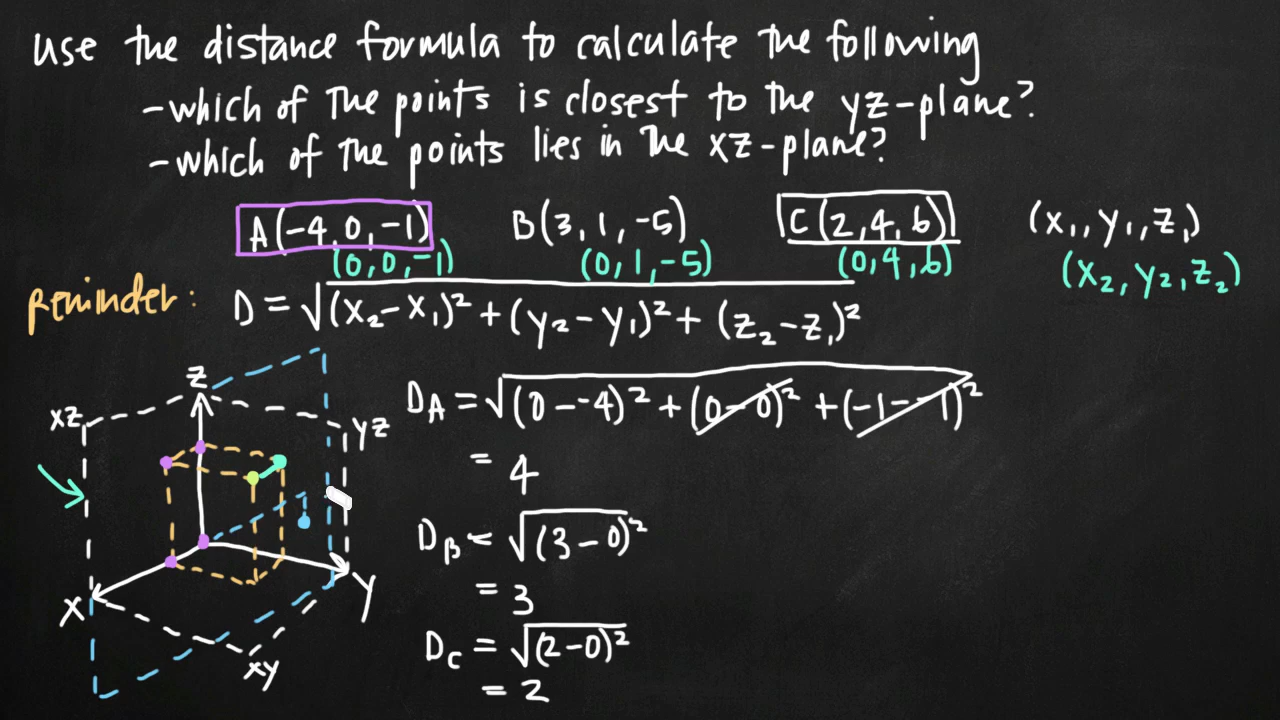 use the distance formula to calculate the following
-which of the points is closest to the yz-plane?
-which of the points lies in the xz-plane?
A(-4,0,-1) B(3,1,-5) C(2,4,6) (x₁,y₁,z₁)
(0,0,-1) (0,1,-5) (0,4,6) (x₂,y₂,z₂)
reminder: D = √(x₂-x₁)² + (y₂-y₁)² + (z₂-z₁)²
D_A = √(0--4)² + (0-0)² + (-1--1)²
= 4
D_B = √(3-0)²
= 3
D_C = √(2-0)²
= 2
z
xz
yz
x
y
xy